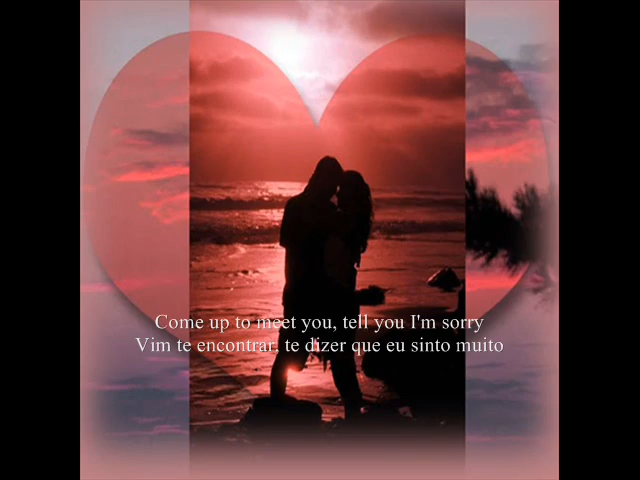 Come up to meet you, tell you I'm sorry
Vim te encontrar, te dizer que eu sinto muito